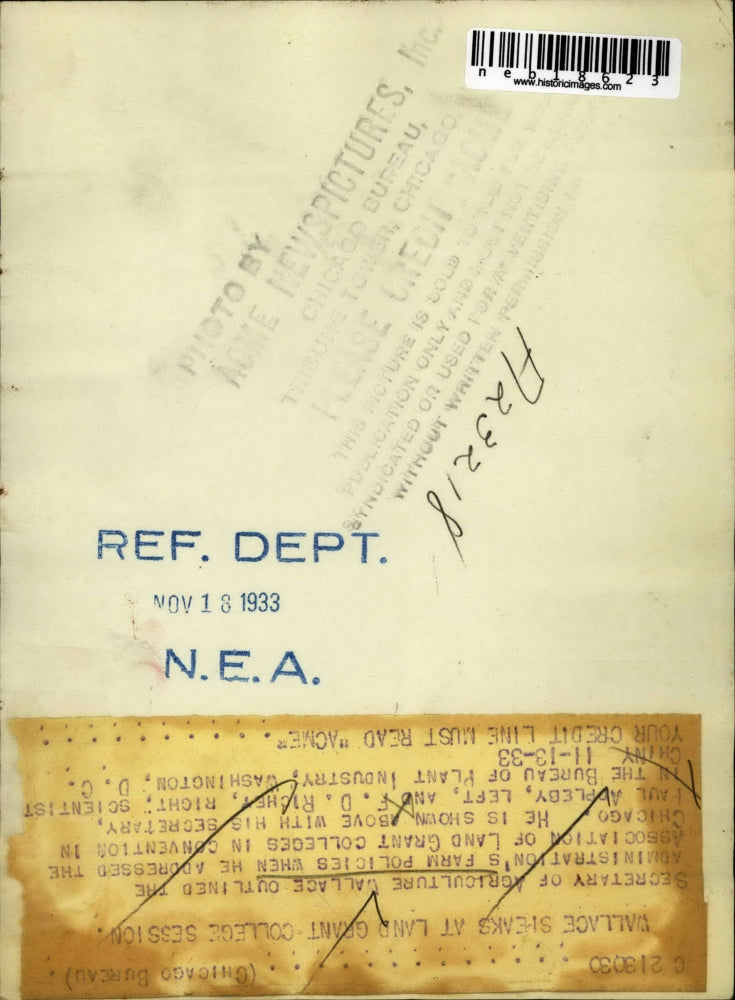 neb18623
www.historicimages.com
PHOTO BY
ACME NEWSPICTURES, Inc.
CHICAGO BUREAU,
TRIBUNE TOWER, CHICAGO
PLEASE CREDIT "ACME
THIS PICTURE IS SOLD TO YOU FOR YOUR
PUBLICATION ONLY AND MUST NOT BE
SYNDICATED OR USED FOR ADVERTISING
WITHOUT WRITTEN PERMISSION
A23218
REF. DEPT.
NOV 18 1933
N.E.A.
C 213030 . . . . . . . . . (CHICAGO BUREAU)
WALLACE SPEAKS AT LAND GRANT COLLEGE SESSION.
SECRETARY OF AGRICULTURE WALLACE OUTLINED THE
ADMINISTRATION'S FARM POLICIES WHEN HE ADDRESSED THE
ASSOCIATION OF LAND GRANT COLLEGES IN CONVENTION IN
CHICAGO. HE IS SHOWN ABOVE WITH HIS SECRETARY,
PAUL APPLEBY, LEFT, AND F. D. RICHEY, RIGHT, SCIENTIST
IN THE BUREAU OF PLANT INDUSTRY, WASHINGTON, D. C.
CHINY 11-13-33
YOUR CREDIT LINE MUST READ "ACME"